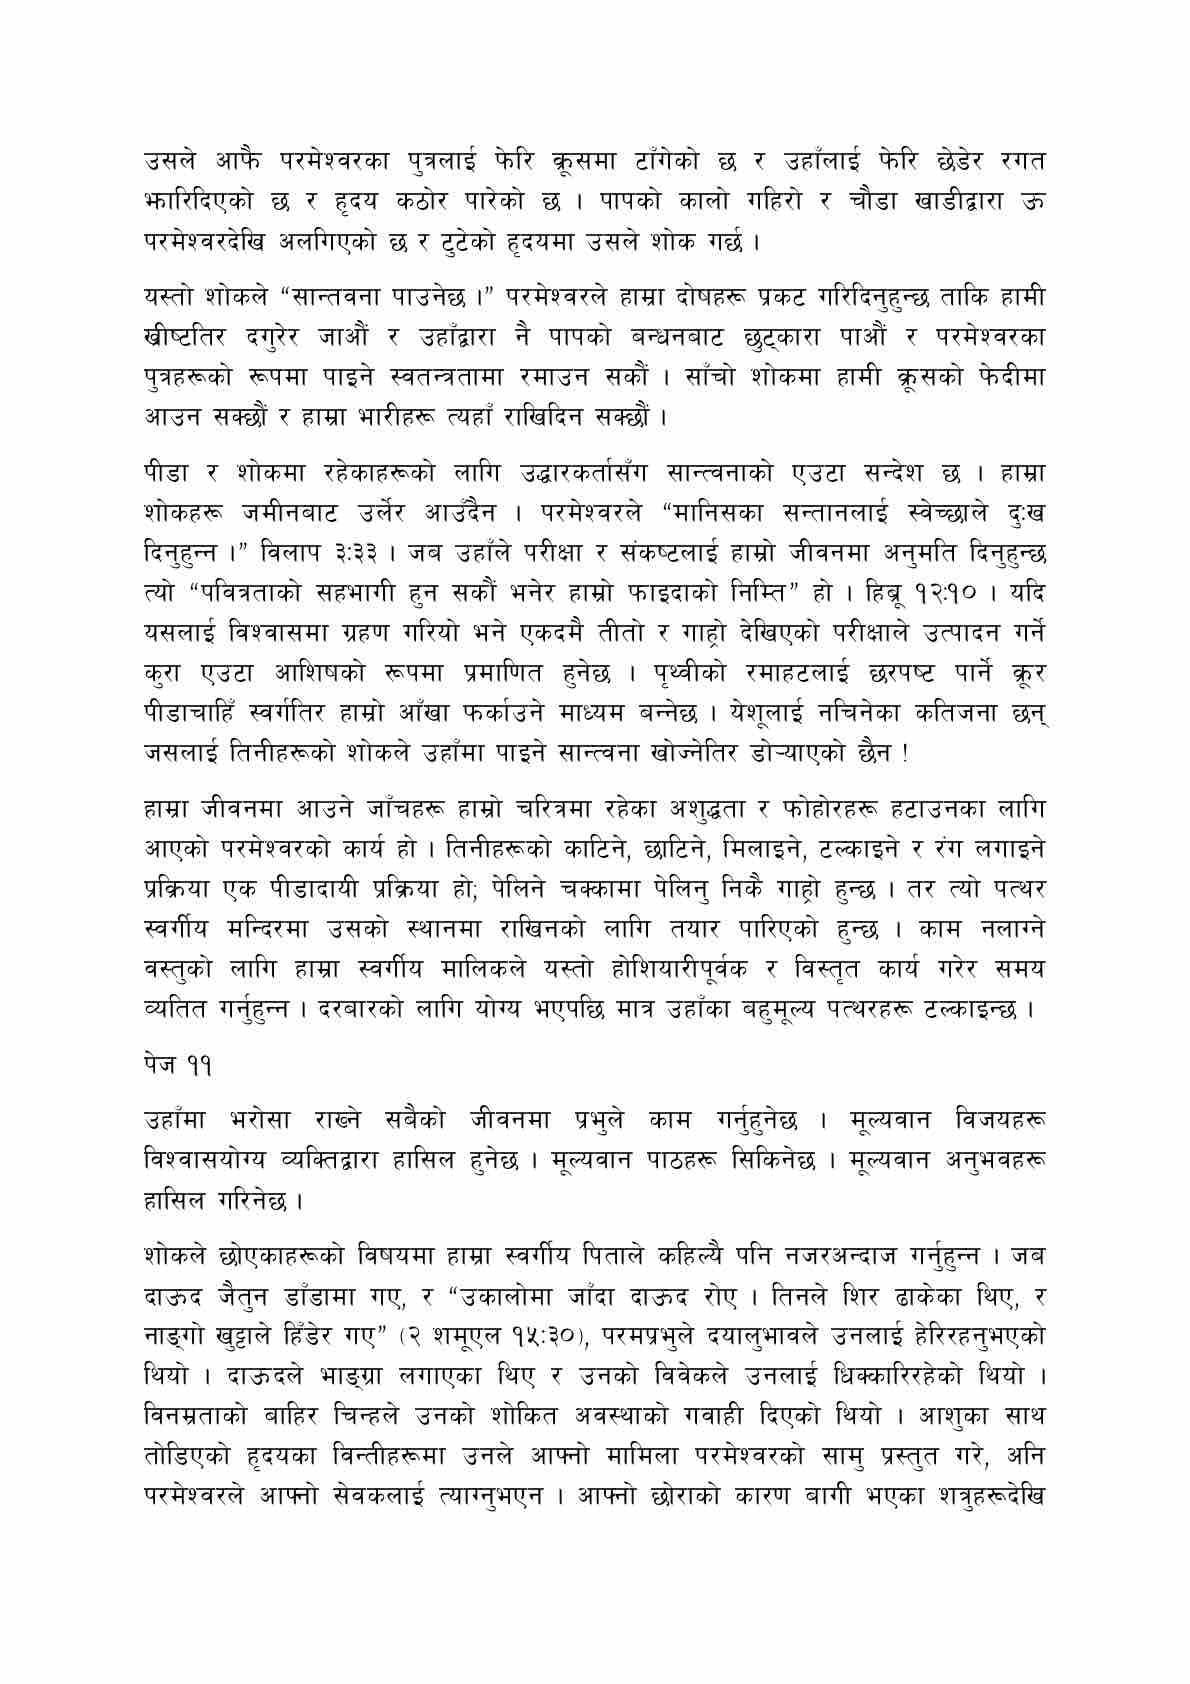 उसले आफै परमेश्वरका पुत्रलाई फेरि क्रूसमा टाँगेको छ र उहाँलाई फेरि छेडेर रगत
झारिदिएको छ र हृदय कठोर पारेको छ । पापको कालो गहिरो र चौडा खाडीद्वारा ऊ
परमेश्वरदेखि अलगिएको छ र टुटेको हृदयमा उसले शोक गर्छ ।
यस्तो शोकले “सान्तवना पाउनेछ ।” परमेश्वरले हाम्रा दोषहरू प्रकट गरिदिनुहुन्छ ताकि हामी
ख्रीष्टतिर दगुरेर जाऔं र उहाँद्वारा नै पापको बन्धनबाट छुट्कारा पाऔं र परमेश्वरका
पुत्रहरूको रूपमा पाइने स्वतन्त्रतामा रमाउन सकौं । साँचो शोकमा हामी क्रूसको फेदीमा
आउन सक्छौं र हाम्रा भारीहरू त्यहाँ राखिदिन सक्छौं ।
पीडा र शोकमा रहेकाहरूको लागि उद्धारकर्तासँग सान्त्वनाको एउटा सन्देश छ । हाम्रा
शोकहरू जमीनबाट उर्लेर आउँदैन । परमेश्वरले “मानिसका सन्तानलाई स्वेच्छाले दुःख
दिनुहुन्न ।” विलाप ३:३३ । जब उहाँले परीक्षा र संकष्टलाई हाम्रो जीवनमा अनुमति दिनुहुन्छ
त्यो “पवित्रताको सहभागी हुन सकौं भनेर हाम्रो फाइदाको निम्ति” हो । हिब्रू १२:१० । यदि
यसलाई विश्वासमा ग्रहण गरियो भने एकदमै तीतो र गाह्रो देखिएको परीक्षाले उत्पादन गर्ने
कुरा एउटा आशिषको रूपमा प्रमाणित हुनेछ । पृथ्वीको रमाहटलाई छरपष्ट पार्ने क्रूर
पीडाचाहिँ स्वर्गतिर हाम्रो आँखा फर्काउने माध्यम बन्नेछ । येशूलाई नचिनेका कतिजना छन्
जसलाई तिनीहरूको शोकले उहाँमा पाइने सान्त्वना खोज्नेतिर डोर्‍याएको छैन !
हाम्रा जीवनमा आउने जाँचहरू हाम्रो चरित्रमा रहेका अशुद्धता र फोहोरहरू हटाउनका लागि
आएको परमेश्वरको कार्य हो । तिनीहरूको काटिने, छाटिने, मिलाइने, टल्काइने र रंग लगाइने
प्रक्रिया एक पीडादायी प्रक्रिया हो; पेलिने चक्कामा पेलिनु निकै गाह्रो हुन्छ । तर त्यो पत्थर
स्वर्गीय मन्दिरमा उसको स्थानमा राखिनको लागि तयार पारिएको हुन्छ । काम नलाग्ने
वस्तुको लागि हाम्रा स्वर्गीय मालिकले यस्तो होशियारीपूर्वक र विस्तृत कार्य गरेर समय
व्यतित गर्नुहुन्न । दरबारको लागि योग्य भएपछि मात्र उहाँका बहुमूल्य पत्थरहरू टल्काइन्छ ।
पेज ११
उहाँमा भरोसा राख्ने सबैको जीवनमा प्रभुले काम गर्नुहुनेछ । मूल्यवान विजयहरू
विश्वासयोग्य व्यक्तिद्वारा हासिल हुनेछ । मूल्यवान पाठहरू सिकिनेछ । मूल्यवान अनुभवहरू
हासिल गरिनेछ ।
शोकले छोएकाहरूको विषयमा हाम्रा स्वर्गीय पिताले कहिल्यै पनि नजरअन्दाज गर्नुहुन्न । जब
दाऊद जैतुन डाँडामा गए, र “उकालोमा जाँदा दाऊद रोए । तिनले शिर ढाकेका थिए, र
नाङ्गो खुट्टाले हिँडेर गए” (२ शमूएल १५:३०), परमप्रभुले दयालुभावले उनलाई हेरिरहनुभएको
थियो । दाऊदले भाङ्ग्रा लगाएका थिए र उनको विवेकले उनलाई धिक्कारिरहेको थियो ।
विनम्रताको बाहिर चिन्हले उनको शोकित अवस्थाको गवाही दिएको थियो । आशुका साथ
तोडिएको हृदयका विन्तीहरूमा उनले आफ्नो मामिला परमेश्वरको सामु प्रस्तुत गरे, अनि
परमेश्वरले आफ्नो सेवकलाई त्याग्नुभएन । आफ्नो छोराको कारण बागी भएका शत्रुहरूदेखि